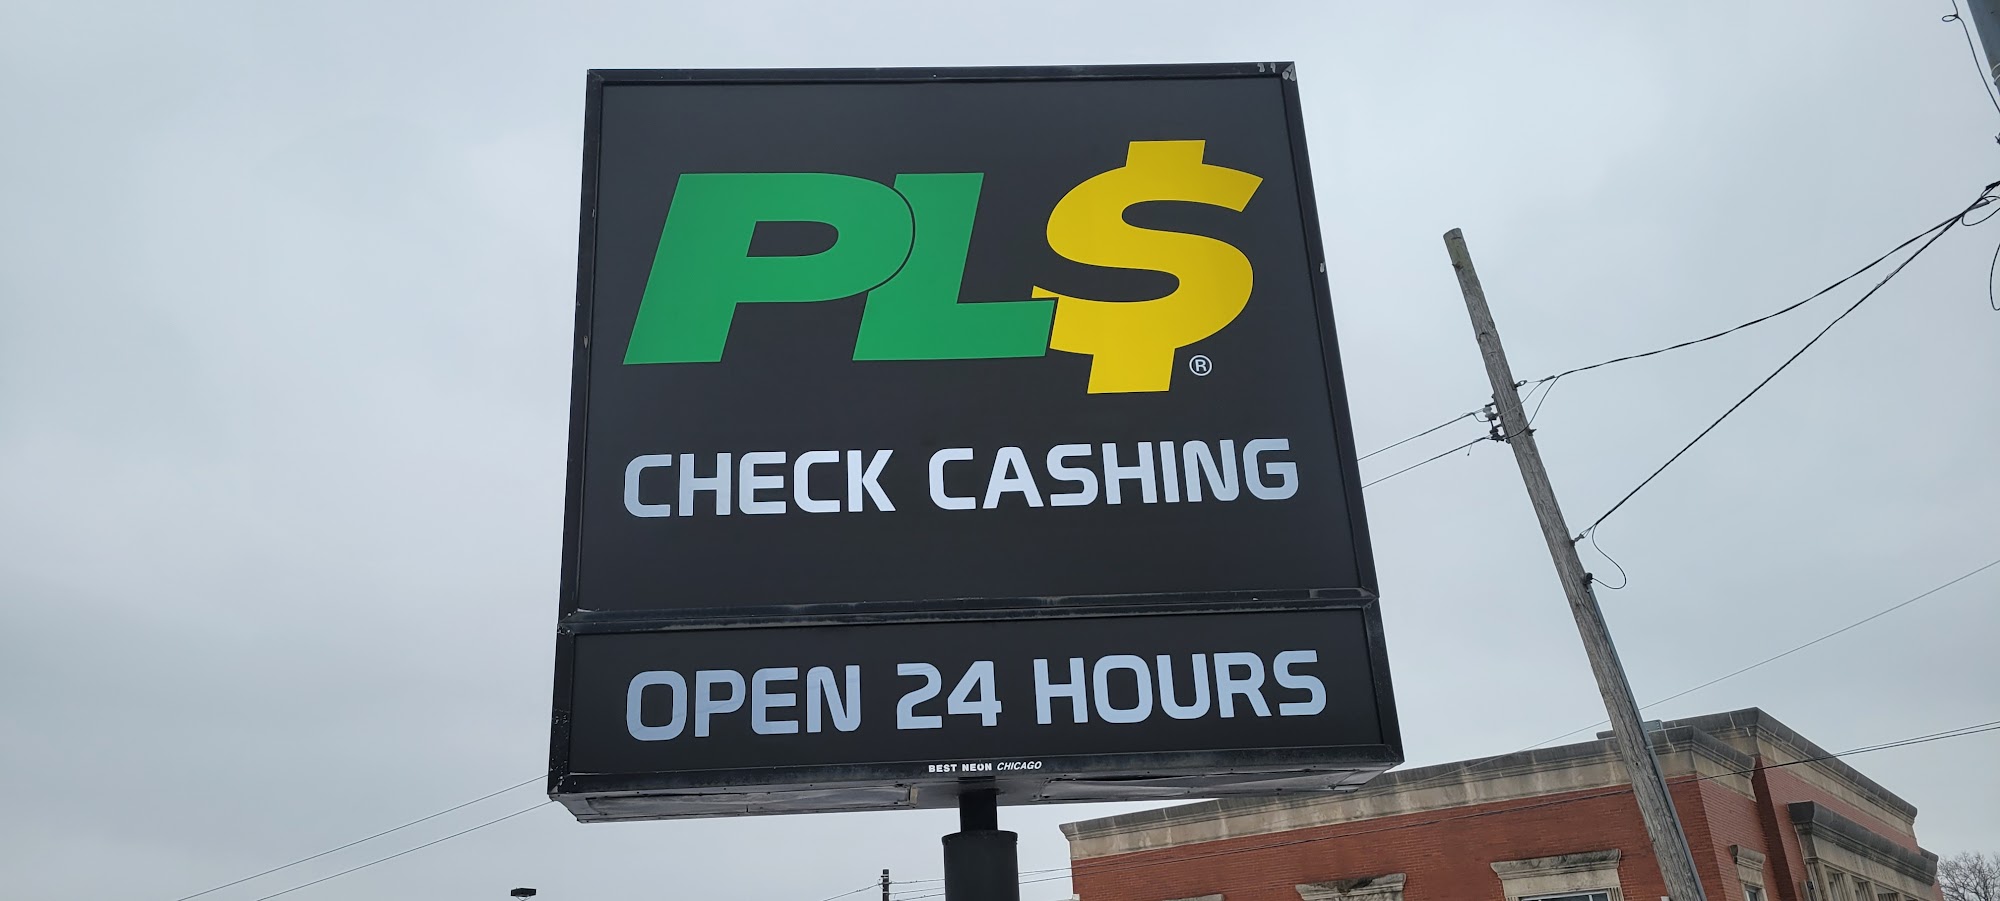 PL$®
CHECK CASHING
OPEN 24 HOURS
BEST NEON CHICAGO